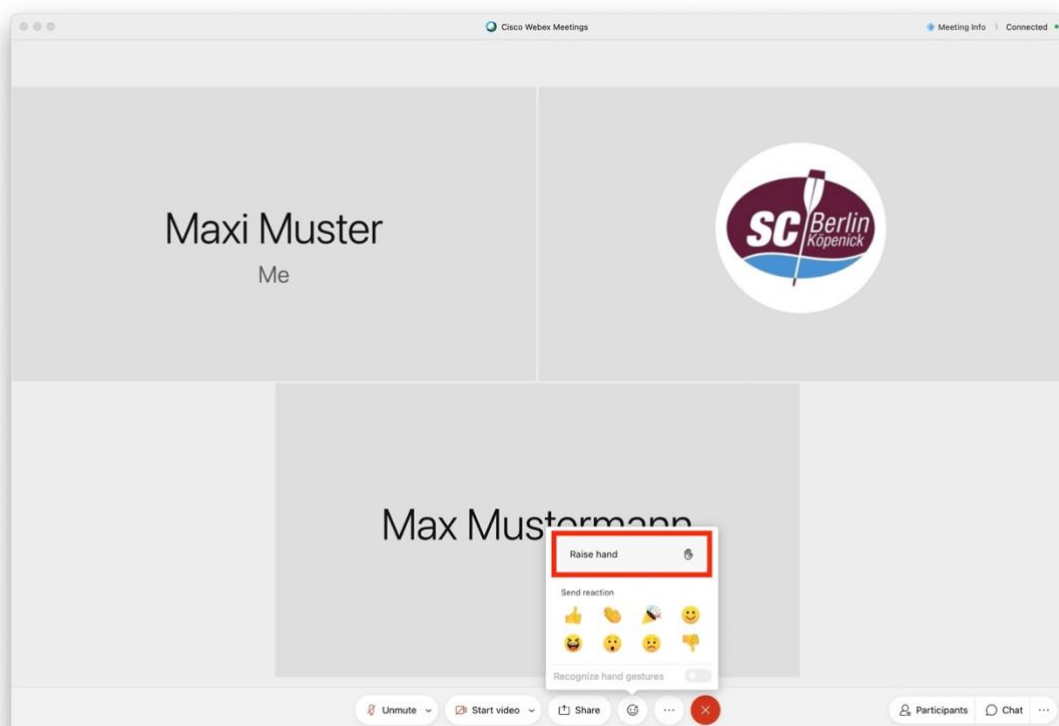 Cisco Webex Meetings
Meeting Info
Connected
Maxi Muster
Me
SC Berlin
Köpenick
Max Mustermann
Raise hand
Send reaction
Recognize hand gestures
Unmute
Start video
Share
Participants
Chat